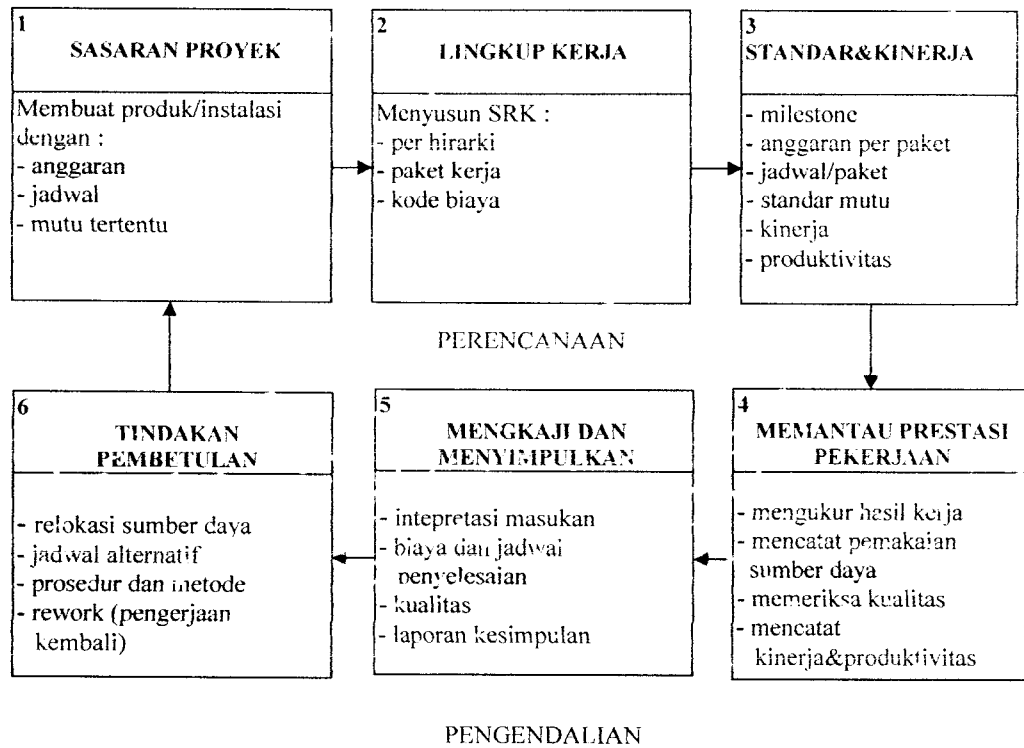 1
SASARAN PROYEK
Membuat produk/instalasi
dengan :
- anggaran
- jadwal
- mutu tertentu
2
LINGKUP KERJA
Menyusun SRK :
- per hirarki
- paket kerja
- kode biaya
3
STANDAR&KINERJA
- milestone
- anggaran per paket
- jadwal/paket
- standar mutu
- kinerja
- produktivitas
PERENCANAAN
6
TINDAKAN
PEMBETULAN
- relokasi sumber daya
- jadwal alternatif
- prosedur dan metode
- rework (pengerjaan
kembali)
5
MENGKAJI DAN
MENYIMPULKAN
- intepretasi masukan
- biaya dan jadwal
penyelesaian
- kualitas
- laporan kesimpulan
4
MEMANTAU PRESTASI
PEKERJAAN
- mengukur hasil kerja
- mencatat pemakaian
sumber daya
- memeriksa kualitas
- mencatat
kinerja&produktivitas
PENGENDALIAN